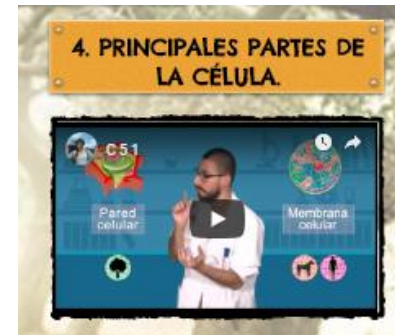 4. PRINCIPALES PARTES DE
LA CÉLULA.
C51
Pared
celular
Membrana
celular